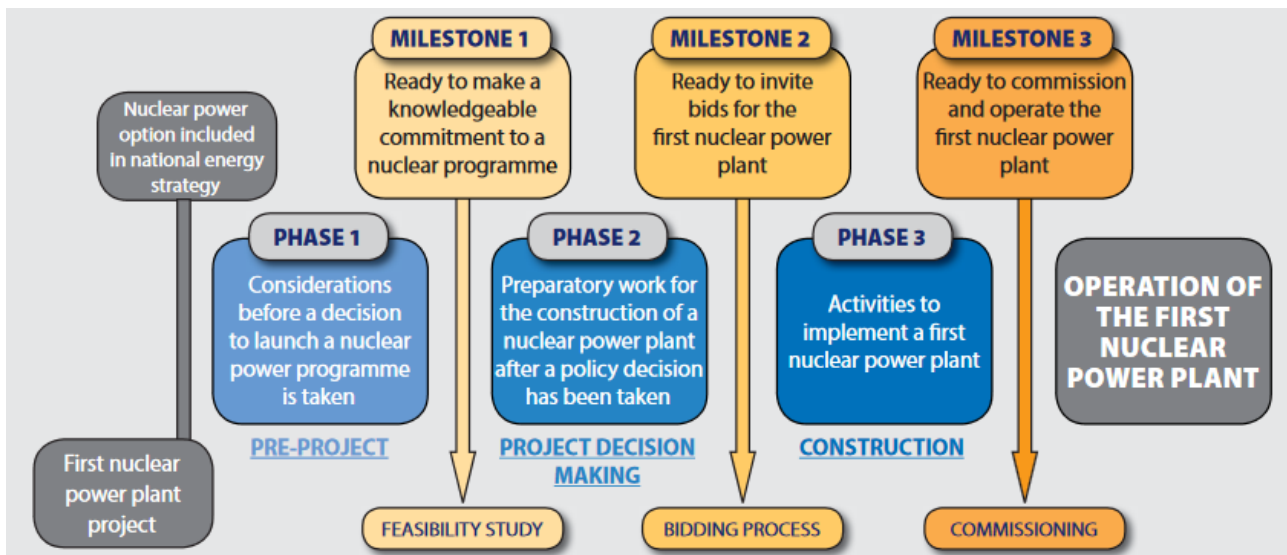 MILESTONE 1
Ready to make a
knowledgeable
commitment to a
nuclear programme
MILESTONE 2
Ready to invite
bids for the
first nuclear power
plant
MILESTONE 3
Ready to commission
and operate the
first nuclear power
plant
Nuclear power
option included
in national energy
strategy
First nuclear
power plant
project
PHASE 1
Considerations
before a decision
to launch a nuclear
power programme
is taken
PRE-PROJECT
PHASE 2
Preparatory work for
the construction of a
nuclear power plant
after a policy decision
has been taken
PROJECT DECISION
MAKING
PHASE 3
Activities to
implement a first
nuclear power plant
CONSTRUCTION
OPERATION OF
THE FIRST
NUCLEAR
POWER PLANT
FEASIBILITY STUDY
BIDDING PROCESS
COMMISSIONING